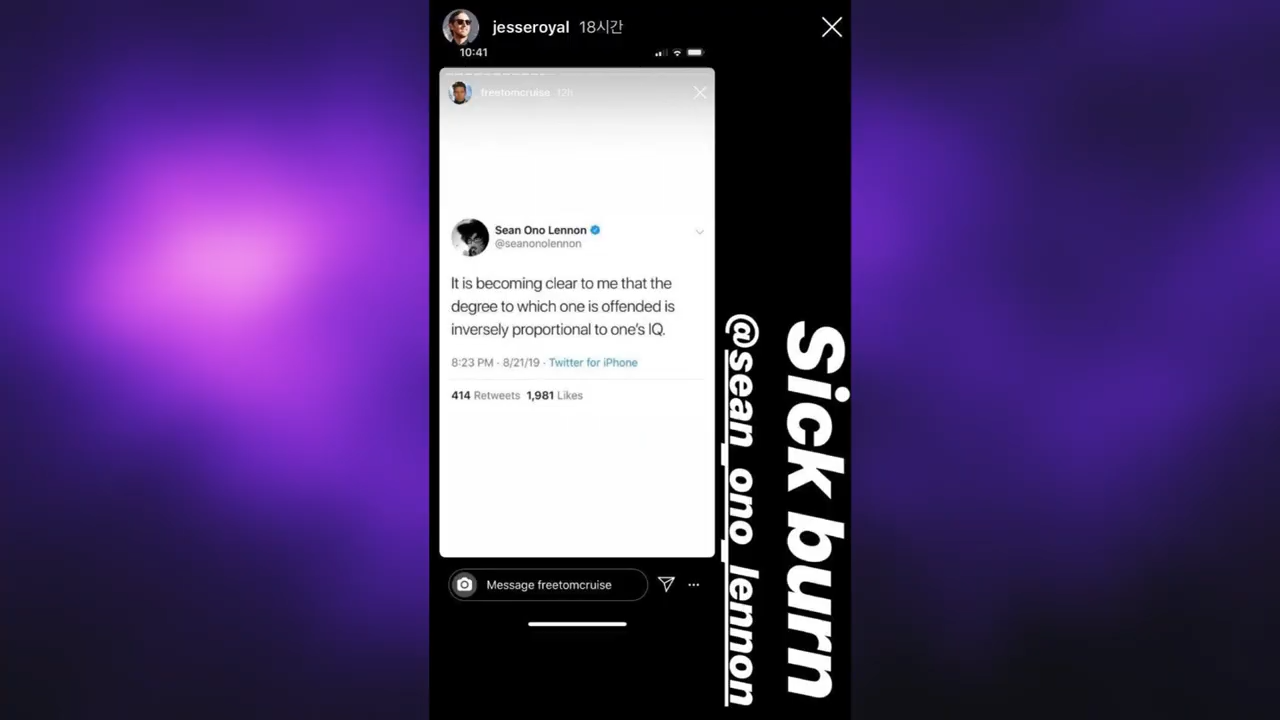 jesseroyal 18시간
10:41
freetomcruise 12h
Sean Ono Lennon
@seanonolennon
It is becoming clear to me that the
degree to which one is offended is
inversely proportional to one's IQ.
8:23 PM · 8/21/19 · Twitter for iPhone
414 Retweets 1,981 Likes
Message freetomcruise
Sick burn
@sean_ono_lennon